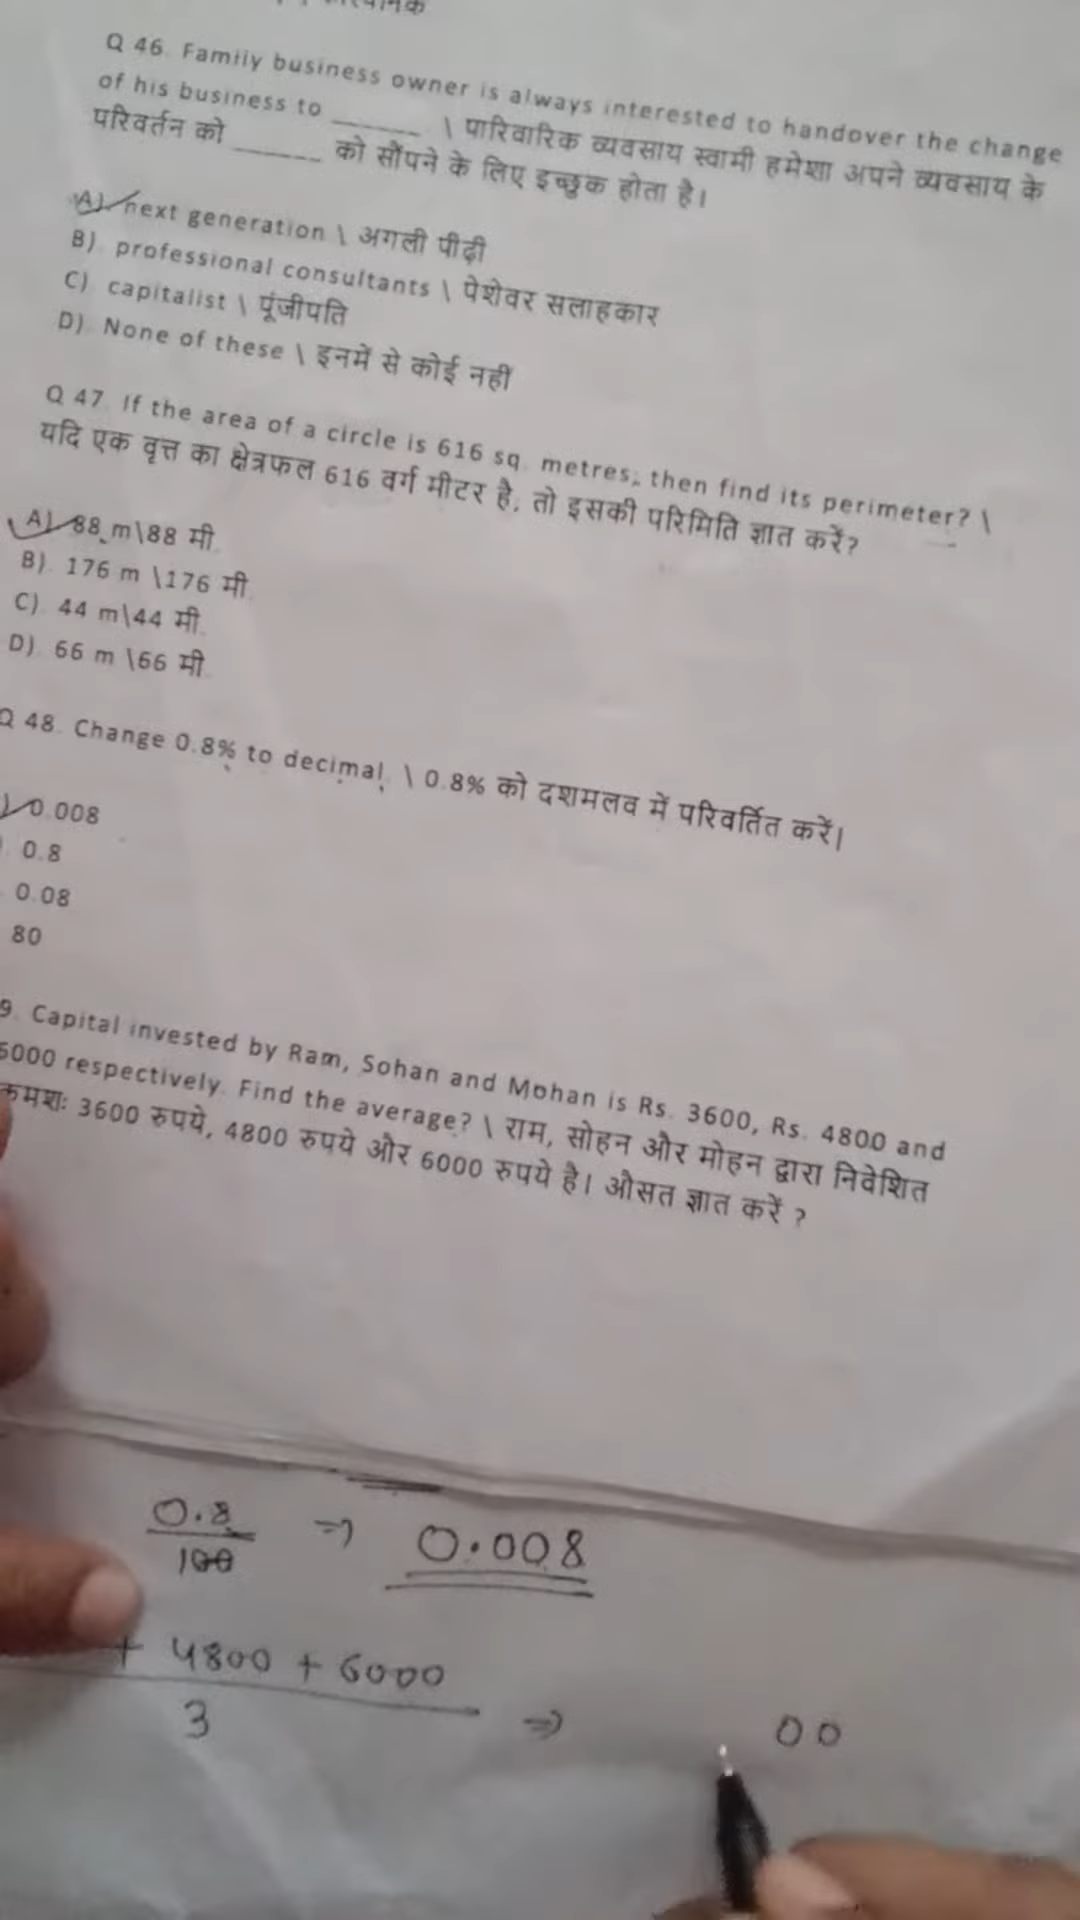 Q 46. Family business owner is always interested to handover the change
of his business to ______ \ पारिवारिक व्यवसाय स्वामी हमेशा अपने व्यवसाय के
परिवर्तन को ______ को सौंपने के लिए इच्छुक होता है।
A). next generation \ अगली पीढ़ी
B). professional consultants \ पेशेवर सलाहकार
C). capitalist \ पूंजीपति
D). None of these \ इनमें से कोई नहीं
Q 47. If the area of a circle is 616 sq. metres, then find its perimeter? \
यदि एक वृत्त का क्षेत्रफल 616 वर्ग मीटर है, तो इसकी परिमिति ज्ञात करें?
A). 88 m\88 मी.
B). 176 m \176 मी.
C). 44 m\44 मी.
D). 66 m \66 मी.
Q 48. Change 0.8% to decimal. \ 0.8% को दशमलव में परिवर्तित करें।
) 0.008
0.8
0.08
80
9. Capital invested by Ram, Sohan and Mohan is Rs. 3600, Rs. 4800 and
6000 respectively. Find the average? \ राम, सोहन और मोहन द्वारा निवेशित
क्रमशः 3600 रुपये, 4800 रुपये और 6000 रुपये है। औसत ज्ञात करें ?
0.8
100
⇒ 0.008
+ 4800 + 6000
3
⇒ 00